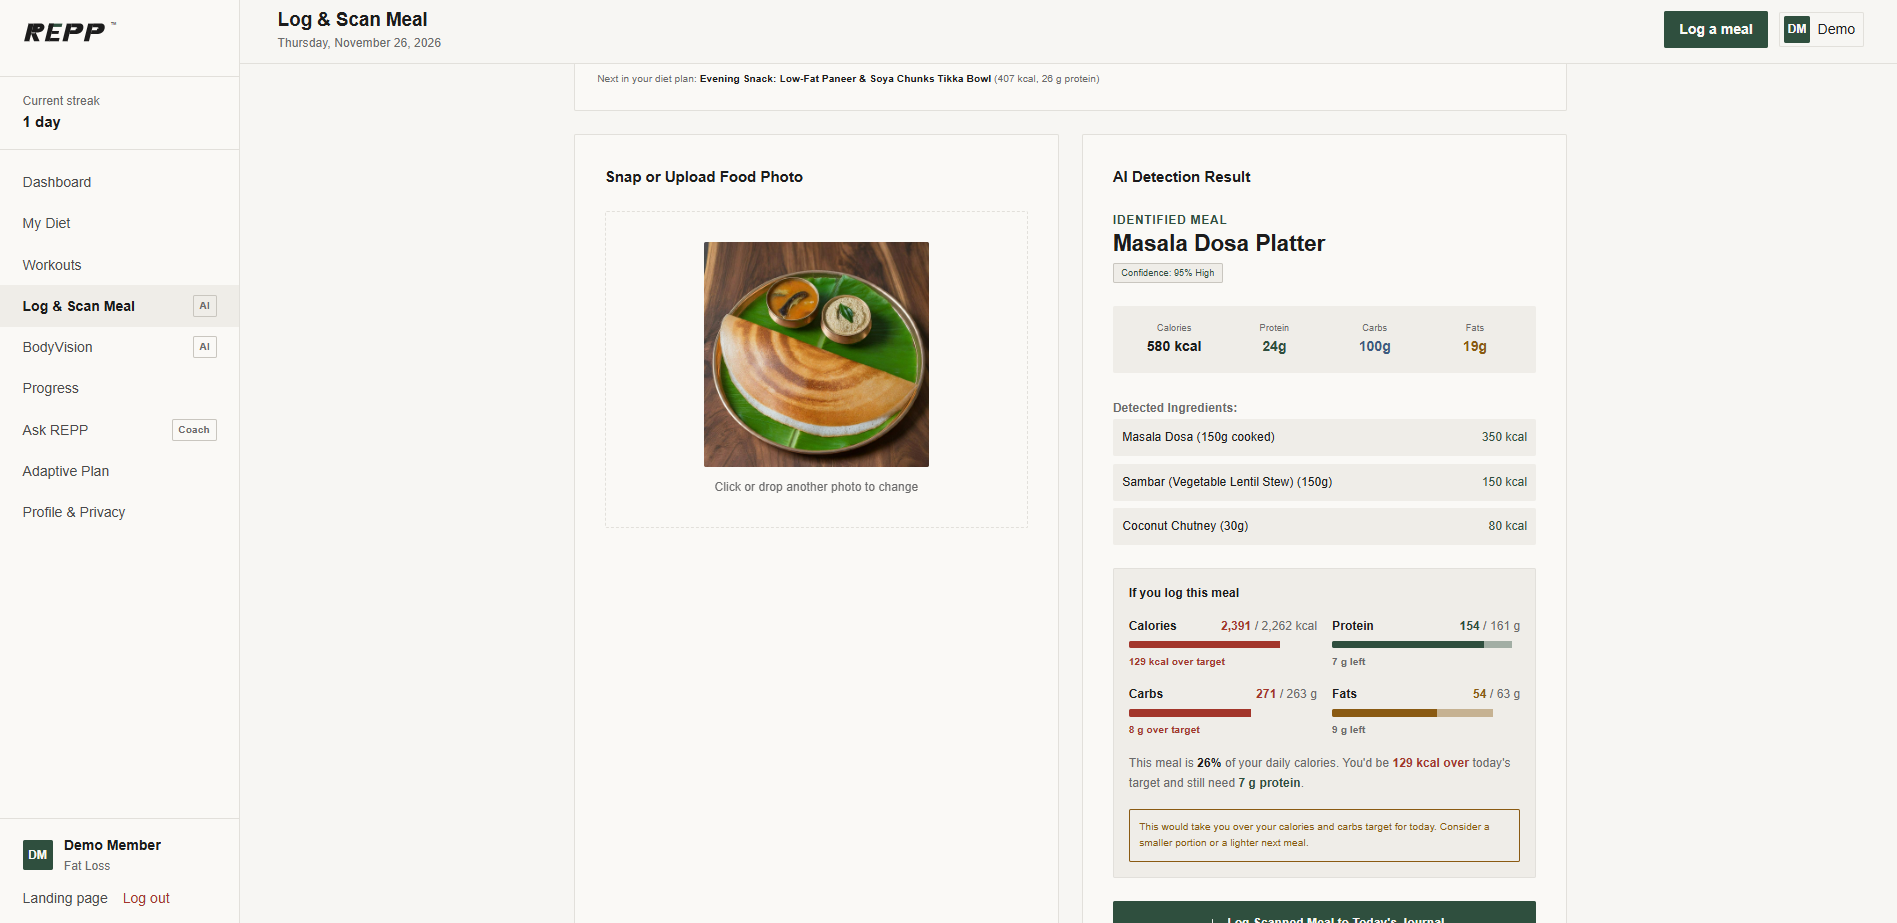 REPP™
Current streak
1 day
Dashboard
My Diet
Workouts
Log & Scan Meal AI
BodyVision AI
Progress
Ask REPP Coach
Adaptive Plan
Profile & Privacy
DM Demo Member
Fat Loss
Landing page Log out
Log & Scan Meal
Thursday, November 26, 2026
Log a meal
DM Demo
Next in your diet plan: Evening Snack: Low-Fat Paneer & Soya Chunks Tikka Bowl (407 kcal, 26 g protein)
Snap or Upload Food Photo
Click or drop another photo to change
AI Detection Result
IDENTIFIED MEAL
Masala Dosa Platter
Confidence: 95% High
Calories Protein Carbs Fats
580 kcal 24g 100g 19g
Detected Ingredients:
Masala Dosa (150g cooked) 350 kcal
Sambar (Vegetable Lentil Stew) (150g) 150 kcal
Coconut Chutney (30g) 80 kcal
If you log this meal
Calories 2,391 / 2,262 kcal Protein 154 / 161 g
129 kcal over target 7 g left
Carbs 271 / 263 g Fats 54 / 63 g
8 g over target 9 g left
This meal is 26% of your daily calories. You'd be 129 kcal over today's
target and still need 7 g protein.
This would take you over your calories and carbs target for today. Consider a
smaller portion or a lighter next meal.
Log Scanned Meal to Today's Journal